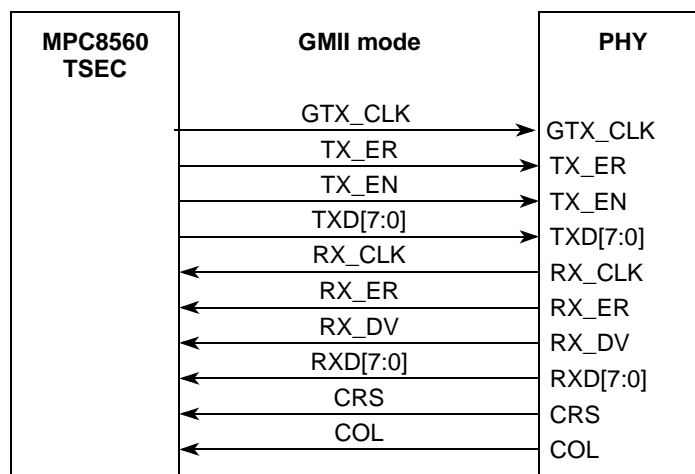 MPC8560
TSEC
GMII mode
PHY
GTX_CLK
GTX_CLK
TX_ER
TX_ER
TX_EN
TX_EN
TXD[7:0]
TXD[7:0]
RX_CLK
RX_CLK
RX_ER
RX_ER
RX_DV
RX_DV
RXD[7:0]
RXD[7:0]
CRS
CRS
COL
COL